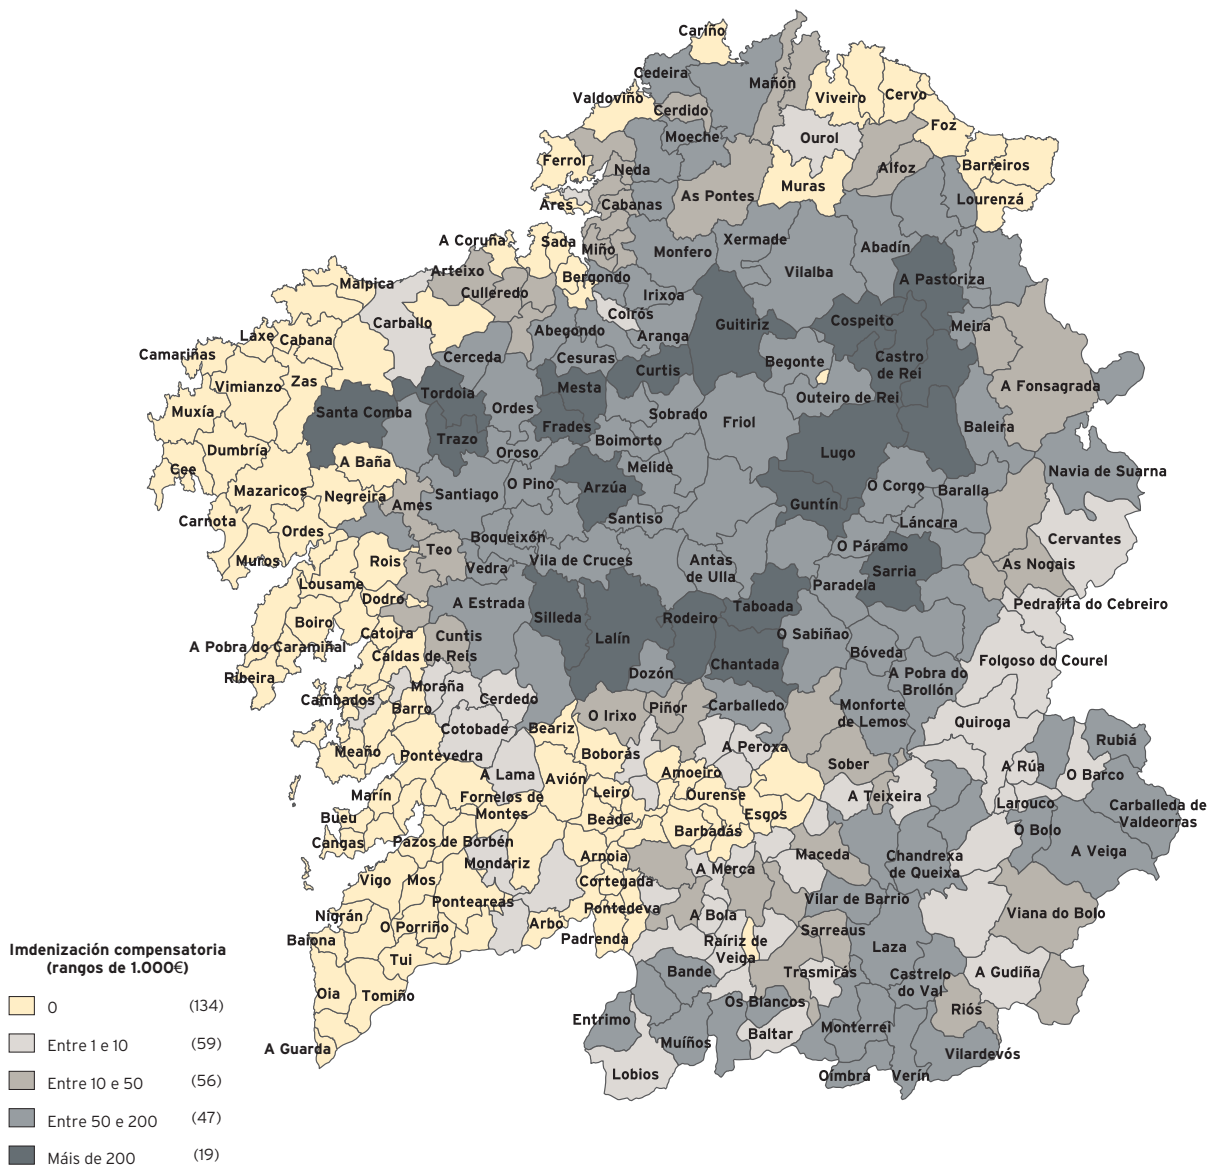 Cariño
Cedeira
Mañón
Valdoviño
Cerdido
Viveiro
Cervo
Foz
Moeche
Ourol
Ferrol
Neda
Alfoz
Barreiros
As Pontes
Muras
Ares
Cabanas
Lourenzá
A Coruña
Sada
Miño
Monfero
Xermade
Abadín
Arteixo
Bergondo
Vilalba
A Pastoriza
Malpica
Culleredo
Irixoa
Carballo
Coirós
Guitiriz
Cospeito
Meira
Laxe
Cabana
Abegondo
Aranga
Camariñas
Cerceda
Cesuras
Begonte
Castro
de Rei
Curtis
Vimianzo
Zas
Tordoia
Mesta
A Fonsagrada
Outeiro de Rei
Muxía
Santa Comba
Ordes
Sobrado
Friol
Frades
Baleira
Trazo
Boimorto
Dumbría
Oroso
Lugo
Cee
A Baña
Melide
Navia de Suarna
Mazaricos
Negreira
Santiago
O Pino
Arzúa
O Corgo
Baralla
Ames
Guntín
Carnota
Santiso
Láncara
Ordes
Boqueixón
Cervantes
Teo
O Páramo
Muros
Rois
Vedra
Vila de Cruces
Antas
de Ulla
As Nogais
Sarria
Lousame
Paradela
Dodro
A Estrada
Taboada
Pedrafita do Cebreiro
Boiro
Silleda
Rodeiro
Catoira
Cuntis
Lalín
O Sabiñao
A Pobra do Caramiñal
Caldas de Reis
Bóveda
Chantada
Folgoso do Courel
Ribeira
Dozón
A Pobra do
Brollón
Moraña
Cambados
Cerdedo
Barro
Piñor
Carballedo
Monforte
de Lemos
O Irixo
Quiroga
Cotobade
Beariz
Rubiá
Meaño
Pontevedra
Boborás
A Peroxa
Sober
A Rúa
A Lama
Avión
Amoeiro
O Barco
Marín
Fornelos de
Montes
Leiro
Ourense
A Teixeira
Larouco
Carballeda de
Valdeorras
Bueu
Beade
Esgos
Barbadás
O Bolo
Cangas
Pazos de Borbén
A Veiga
Mondariz
Arnoia
Maceda
Chandrexa
de Queixa
A Merca
Vigo
Mos
Cortegada
Ponteareas
Vilar de Barrio
Nigrán
Pontedeva
A Bola
Viana do Bolo
O Porriño
Arbo
Sarreaus
Baiona
Padrenda
Raíriz de
Veiga
Laza
Tui
Bande
Trasmirás
Castrelo
do Val
A Gudiña
Oia
Tomiño
Os Blancos
Riós
Entrimo
Monterrei
Baltar
A Guarda
Muíños
Vilardevós
Lobios
Oímbra
Verín
Imdenización compensatoria
(rangos de 1.000€)
0 (134)
Entre 1 e 10 (59)
Entre 10 e 50 (56)
Entre 50 e 200 (47)
Máis de 200 (19)